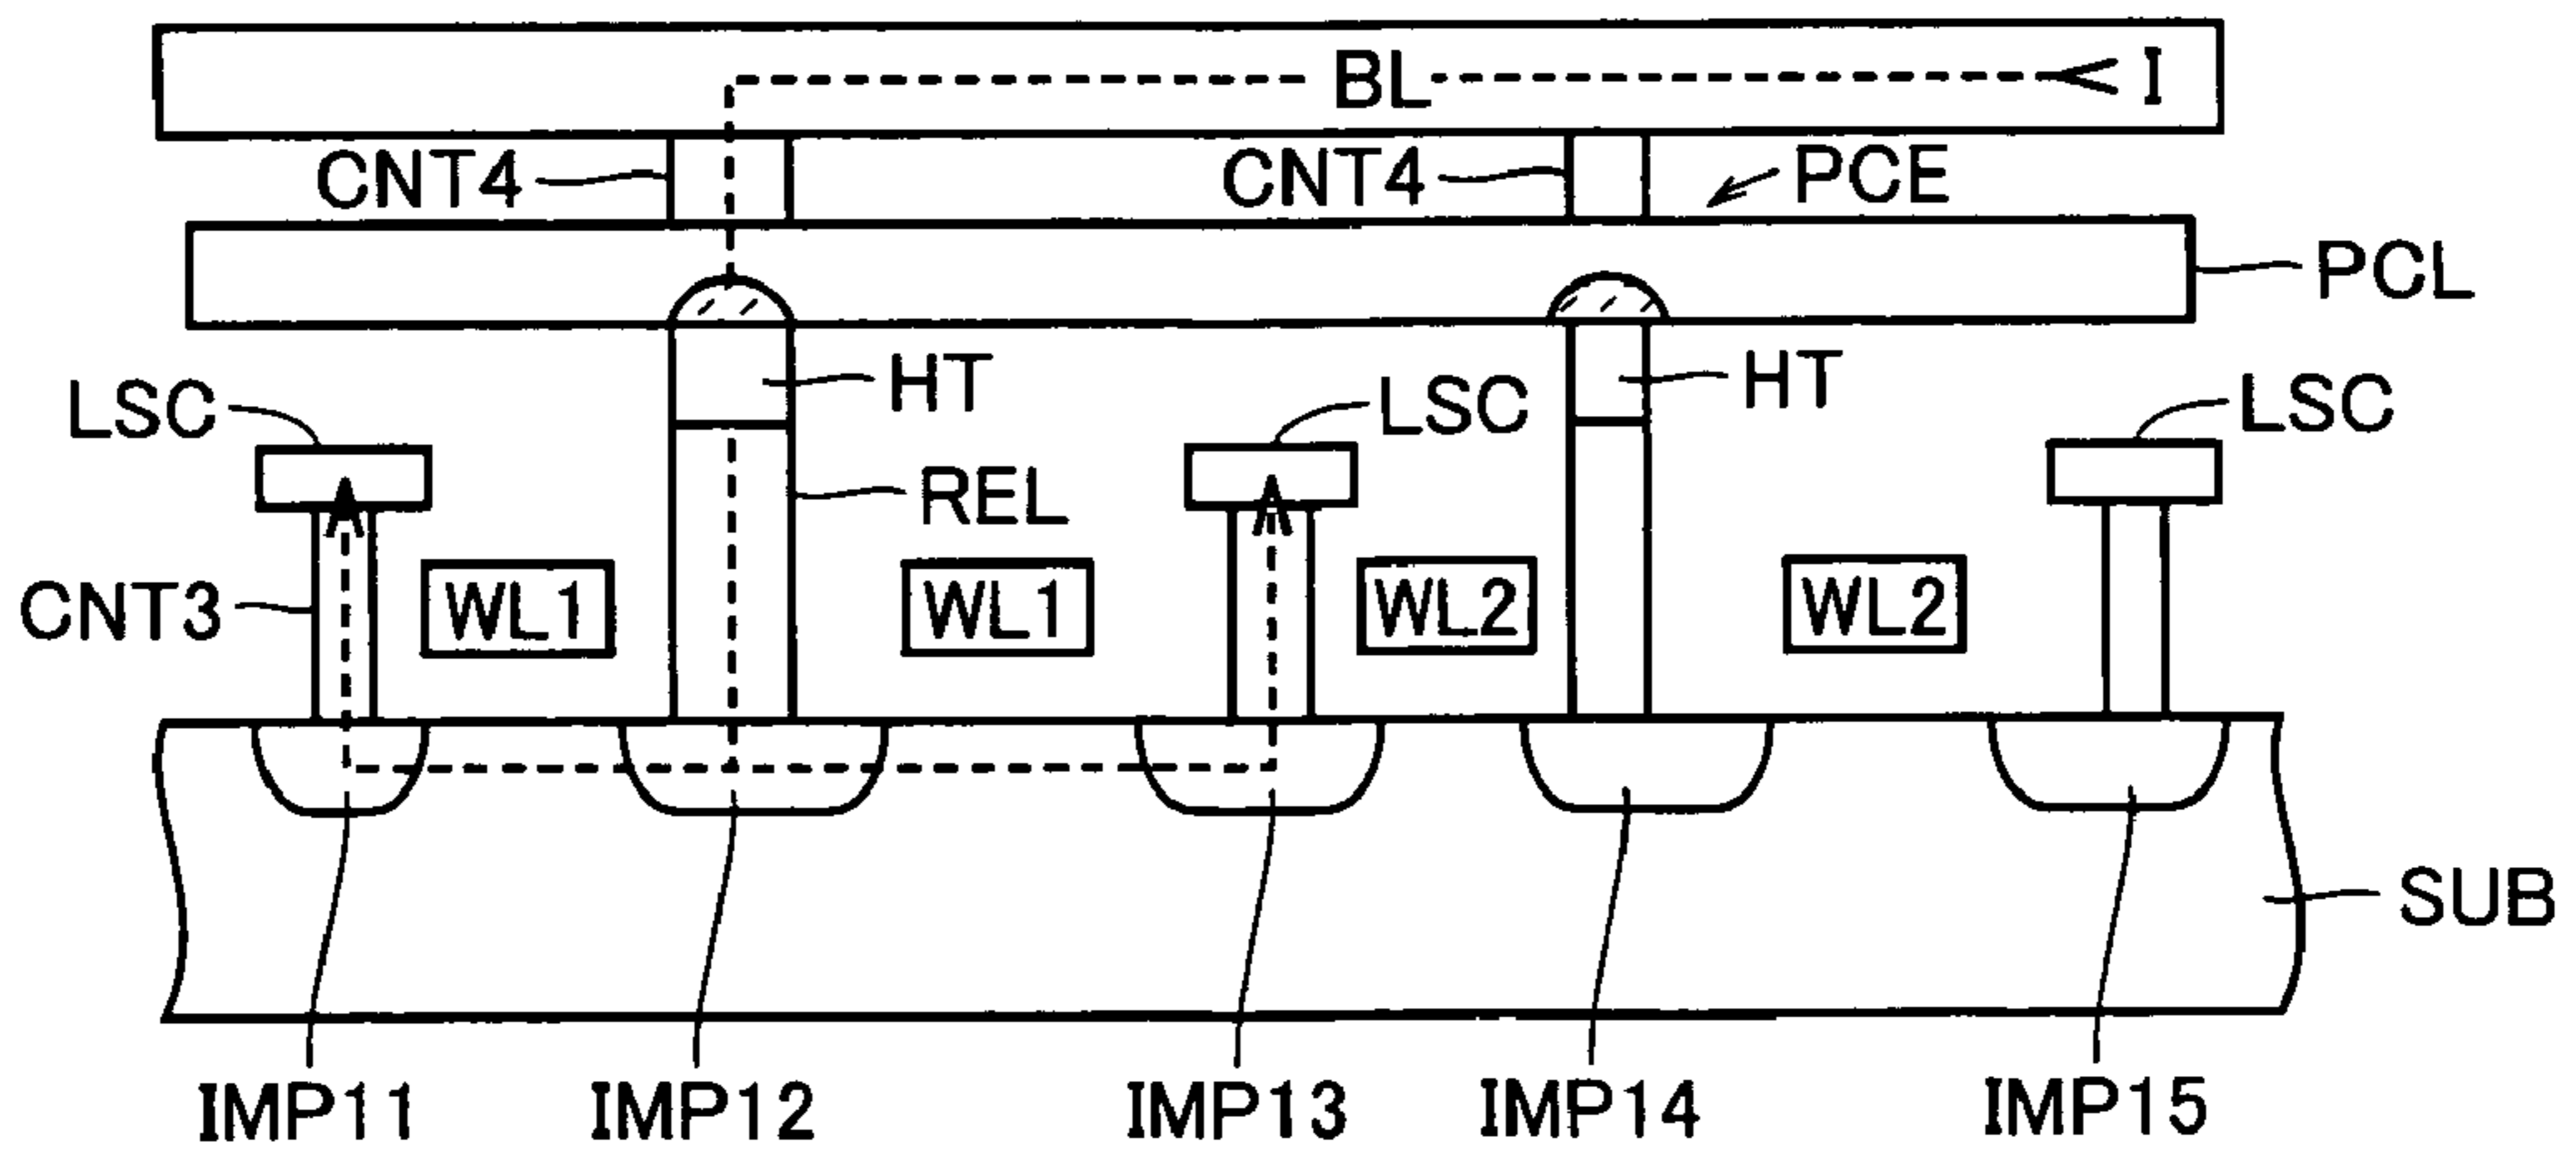 BL I
CNT4 CNT4 PCE
PCL
LSC HT LSC HT LSC
REL
CNT3 WL1 WL1 WL2 WL2
SUB
IMP11 IMP12 IMP13 IMP14 IMP15